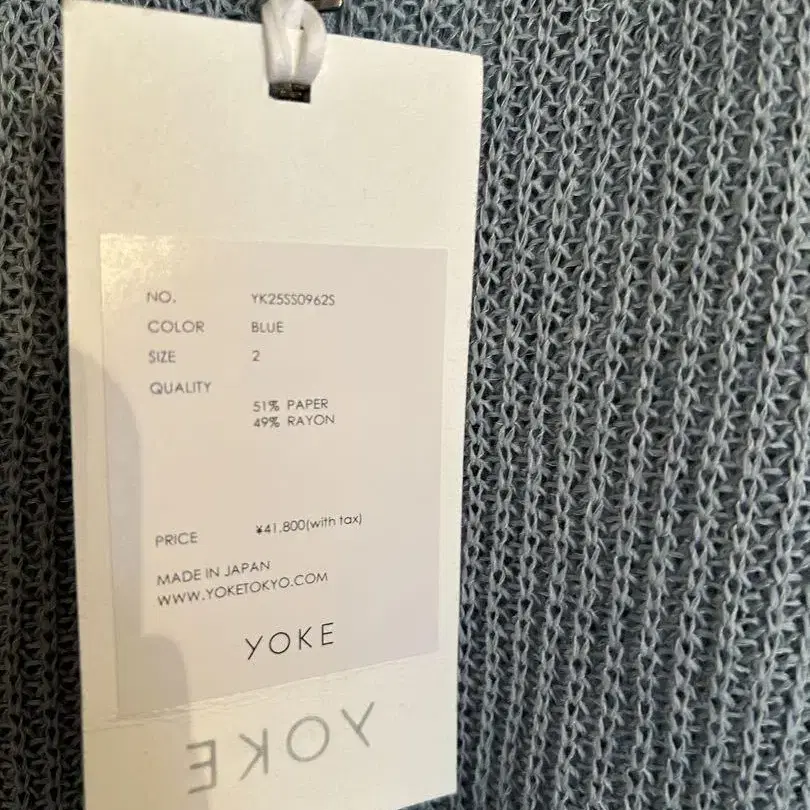 NO. YK25SS0962S
COLOR BLUE
SIZE 2
QUALITY
51% PAPER
49% RAYON
PRICE ¥41,800(with tax)
MADE IN JAPAN
WWW.YOKETOKYO.COM
YOKE
YOKE